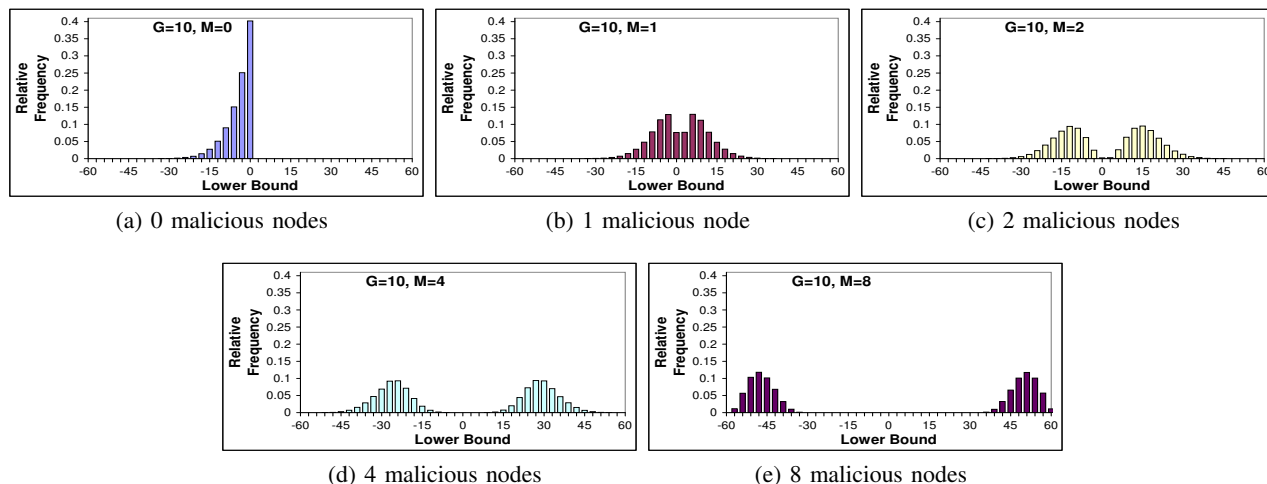 G=10, M=0
Relative Frequency
0.4
0.35
0.3
0.25
0.2
0.15
0.1
0.05
0
-60 -45 -30 -15 0 15 30 45 60
Lower Bound
(a) 0 malicious nodes
G=10, M=1
Relative Frequency
0.4
0.35
0.3
0.25
0.2
0.15
0.1
0.05
0
-60 -45 -30 -15 0 15 30 45 60
Lower Bound
(b) 1 malicious node
G=10, M=2
Relative Frequency
0.4
0.35
0.3
0.25
0.2
0.15
0.1
0.05
0
-60 -45 -30 -15 0 15 30 45 60
Lower Bound
(c) 2 malicious nodes
G=10, M=4
Relative Frequency
0.4
0.35
0.3
0.25
0.2
0.15
0.1
0.05
0
-60 -45 -30 -15 0 15 30 45 60
Lower Bound
(d) 4 malicious nodes
G=10, M=8
Relative Frequency
0.4
0.35
0.3
0.25
0.2
0.15
0.1
0.05
0
-60 -45 -30 -15 0 15 30 45 60
Lower Bound
(e) 8 malicious nodes